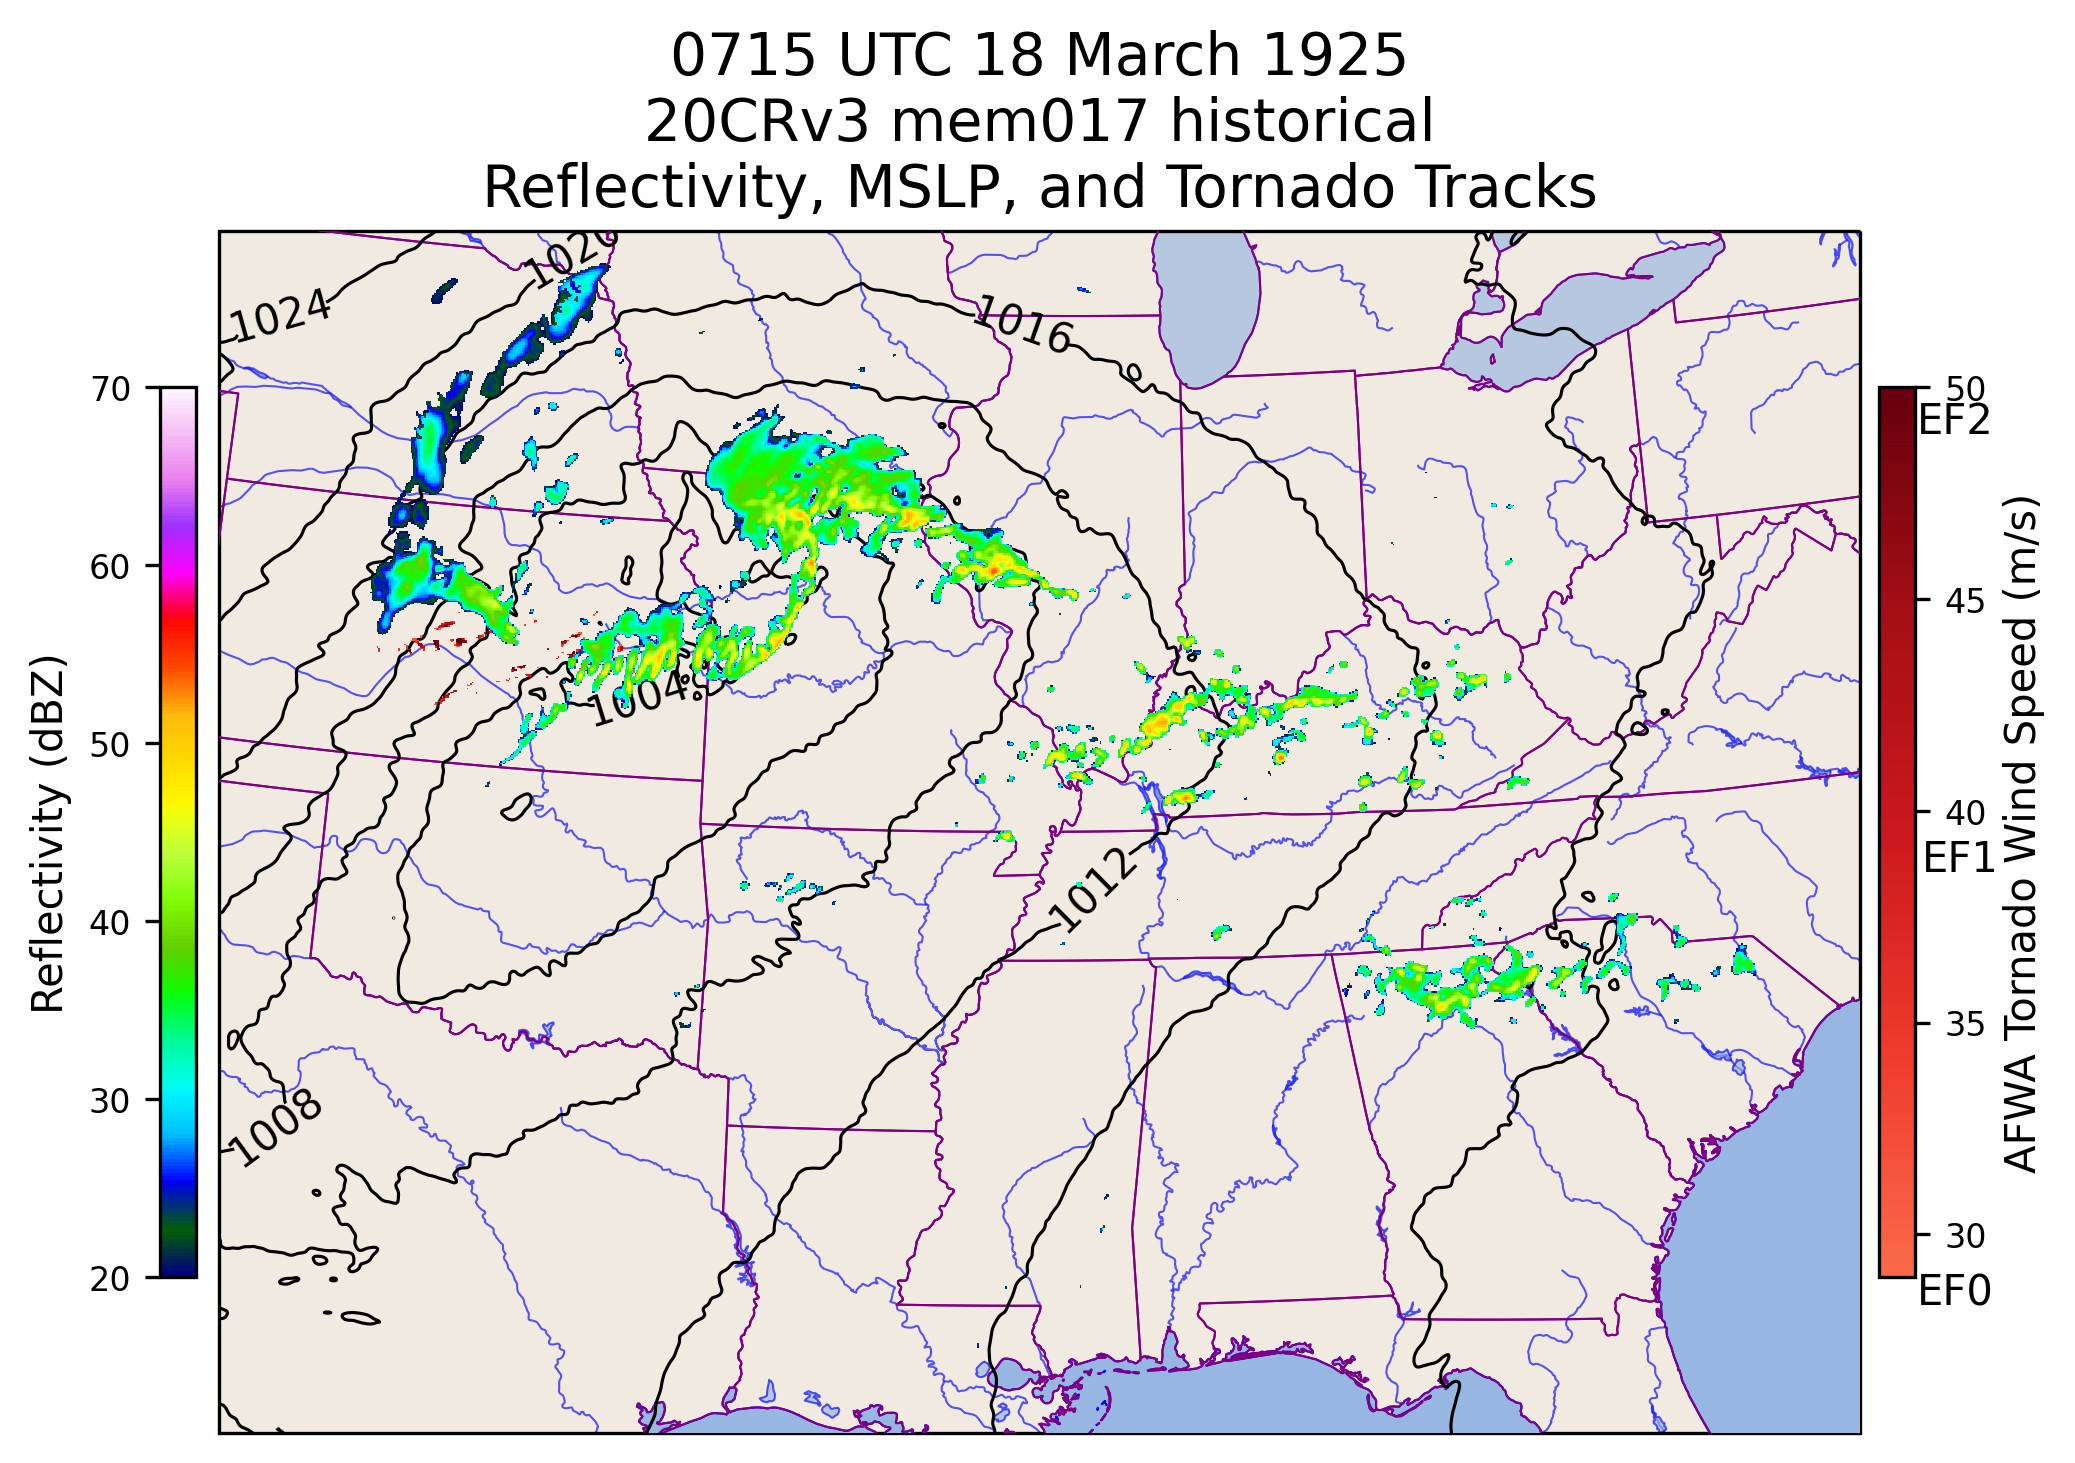 0715 UTC 18 March 1925
20CRv3 mem017 historical
Reflectivity, MSLP, and Tornado Tracks
1020
1024
1016
1004
1012
1008
70
60
50
40
30
20
Reflectivity (dBZ)
50
EF2
45
40
EF1
35
30
EF0
AFWA Tornado Wind Speed (m/s)